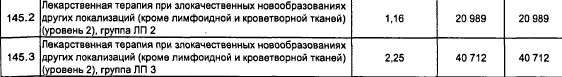 145.2 Лекарственная терапия при злокачественных новообразованиях
других локализаций (кроме лимфоидной и кроветворной тканей) 1,16 20 989 20 989
(уровень 2), группа ЛП 2
145.3 Лекарственная терапия при злокачественных новообразованиях
других локализаций (кроме лимфоидной и кроветворной тканей) 2,25 40 712 40 712
(уровень 2), группа ЛП 3